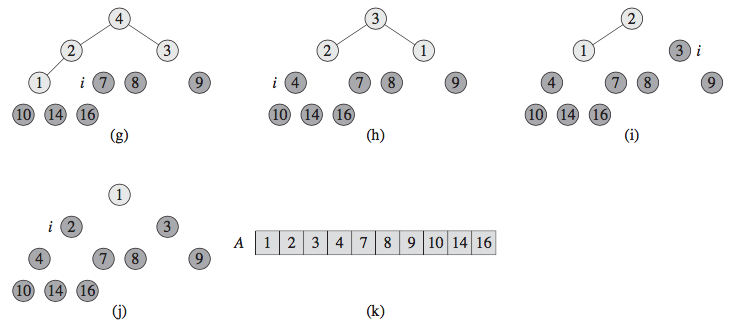 4 3 2
2 3 2 1 1 3 i
1 i 7 8 9 i 4 7 8 9 4 7 8 9
10 14 16 10 14 16 10 14 16
(g) (h) (i)
1
i 2 3
A 1 2 3 4 7 8 9 10 14 16
4 7 8 9
10 14 16
(j) (k)